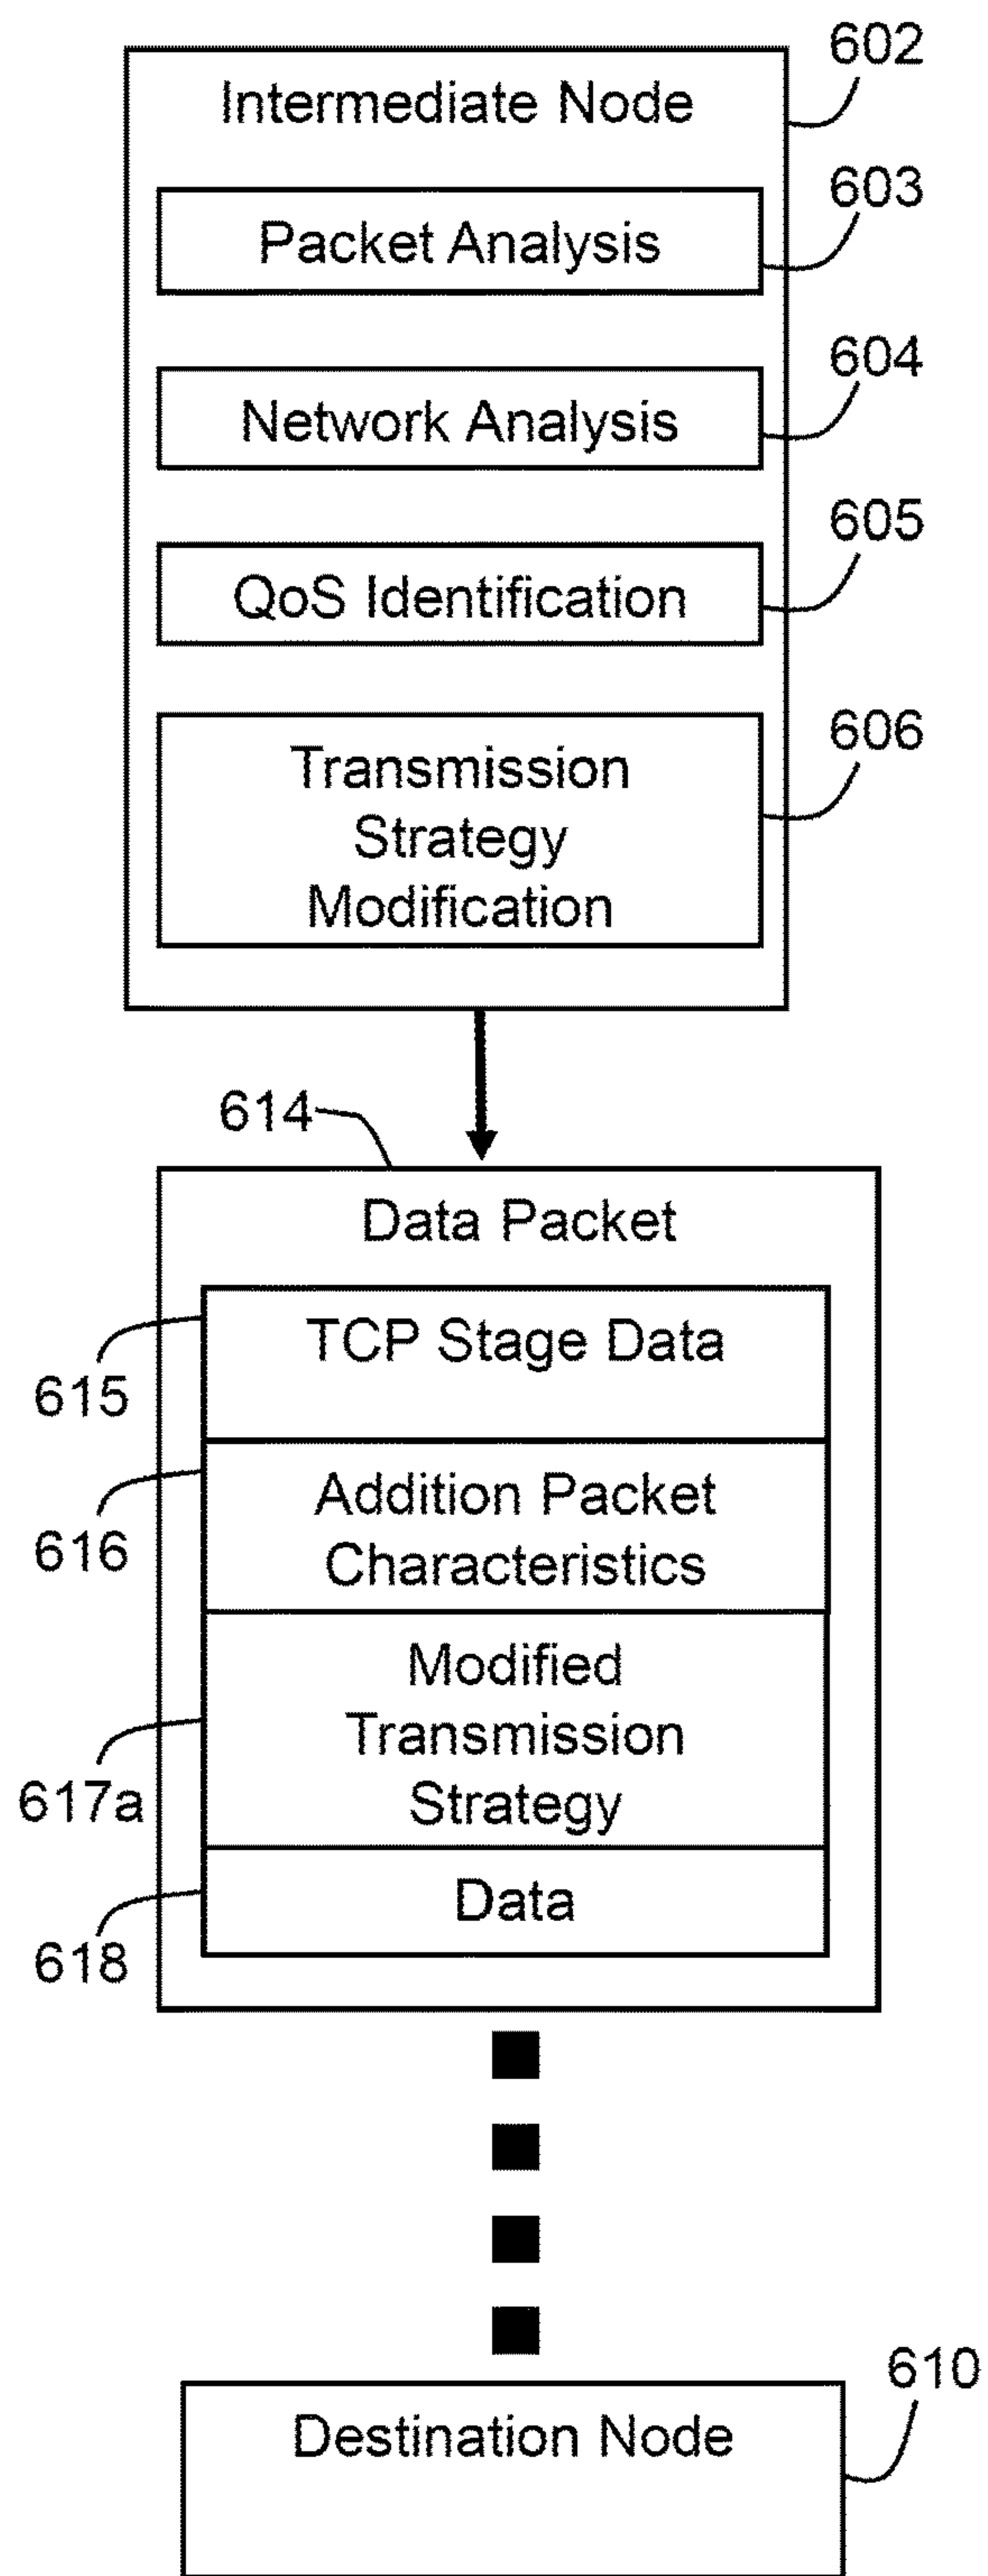 602
Intermediate Node
603
Packet Analysis
604
Network Analysis
605
QoS Identification
606
Transmission
Strategy
Modification
614
Data Packet
TCP Stage Data
615
Addition Packet
Characteristics
616
Modified
Transmission
Strategy
617a
Data
618
610
Destination Node